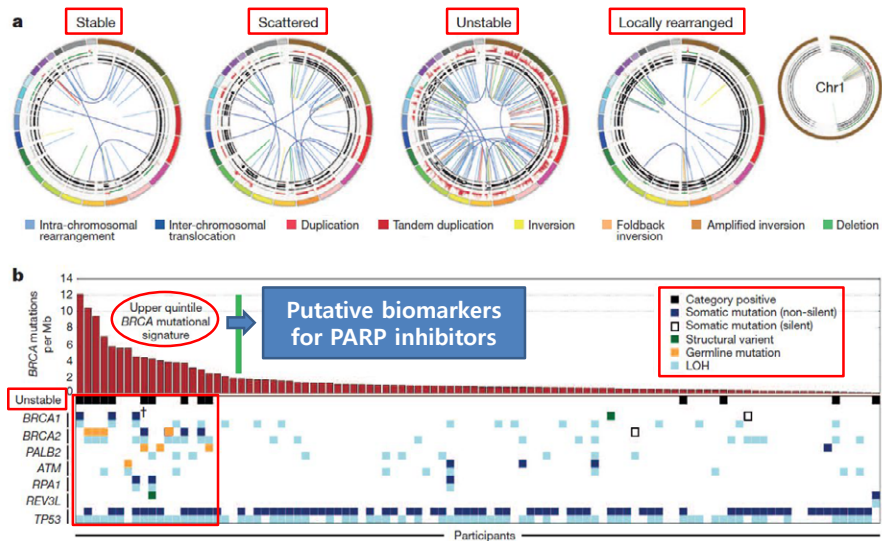 a
Stable
Scattered
Unstable
Locally rearranged
Chr1
Intra-chromosomal
rearrangement
Inter-chromosomal
translocation
Duplication
Tandem duplication
Inversion
Foldback
inversion
Amplified inversion
Deletion
b
BRCA mutations
per Mb
14
12
10
8
6
4
2
0
Upper quintile
BRCA mutational
signature
Putative biomarkers
for PARP inhibitors
Category positive
Somatic mutation (non-silent)
Somatic mutation (silent)
Structural varient
Germline mutation
LOH
Unstable
†
BRCA1
BRCA2
PALB2
ATM
RPA1
REV3L
TP53
Participants